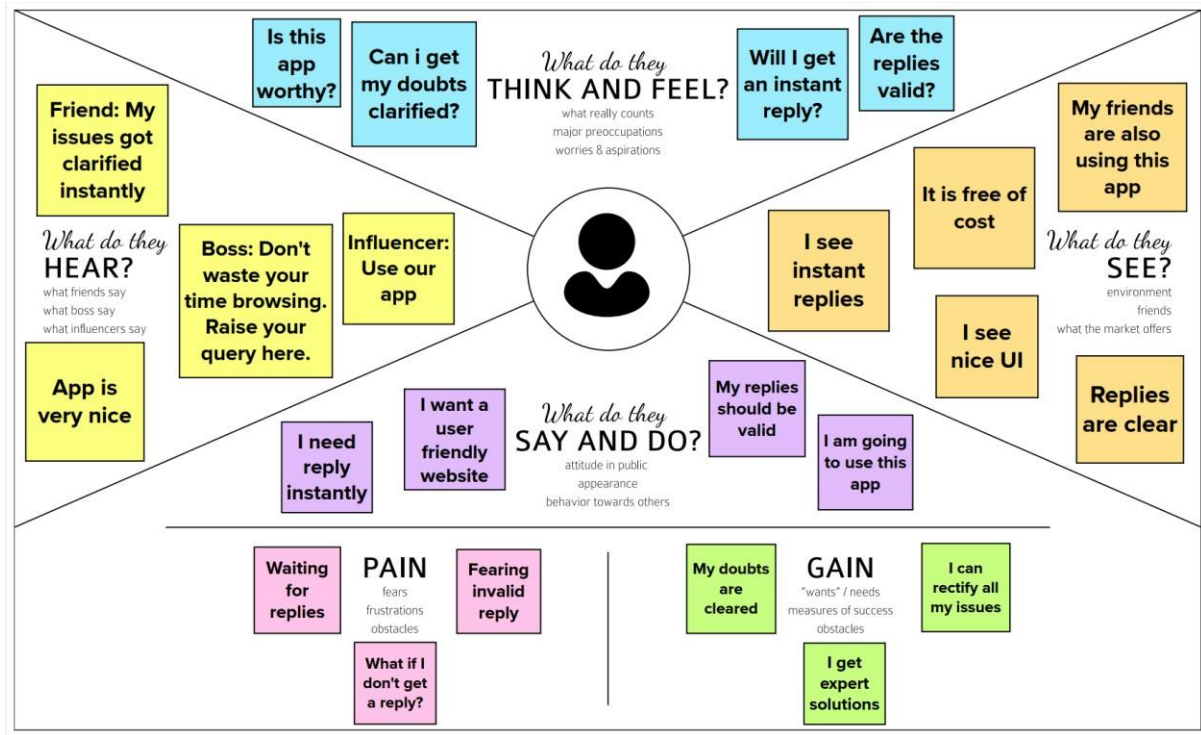 Is this
app
worthy?
Can i get
my doubts
clarified?
What do they
THINK AND FEEL?
what really counts
major preoccupations
worries & aspirations
Will I get
an instant
reply?
Are the
replies
valid?
Friend: My
issues got
clarified
instantly
What do they
HEAR?
what friends say
what boss say
what influencers say
Boss: Don't
waste your
time browsing.
Raise your
query here.
Influencer:
Use our
app
App is
very nice
I see
instant
replies
It is free of
cost
My friends
are also
using this
app
What do they
SEE?
environment
friends
what the market offers
I see
nice UI
Replies
are clear
I need
reply
instantly
I want a
user
friendly
website
What do they
SAY AND DO?
attitude in public
appearance
behavior towards others
My replies
should be
valid
I am going
to use this
app
Waiting
for
replies
PAIN
fears
frustrations
obstacles
Fearing
invalid
reply
What if I
don't get
a reply?
My doubts
are
cleared
GAIN
"wants" / needs
measures of success
obstacles
I can
rectify all
my issues
I get
expert
solutions